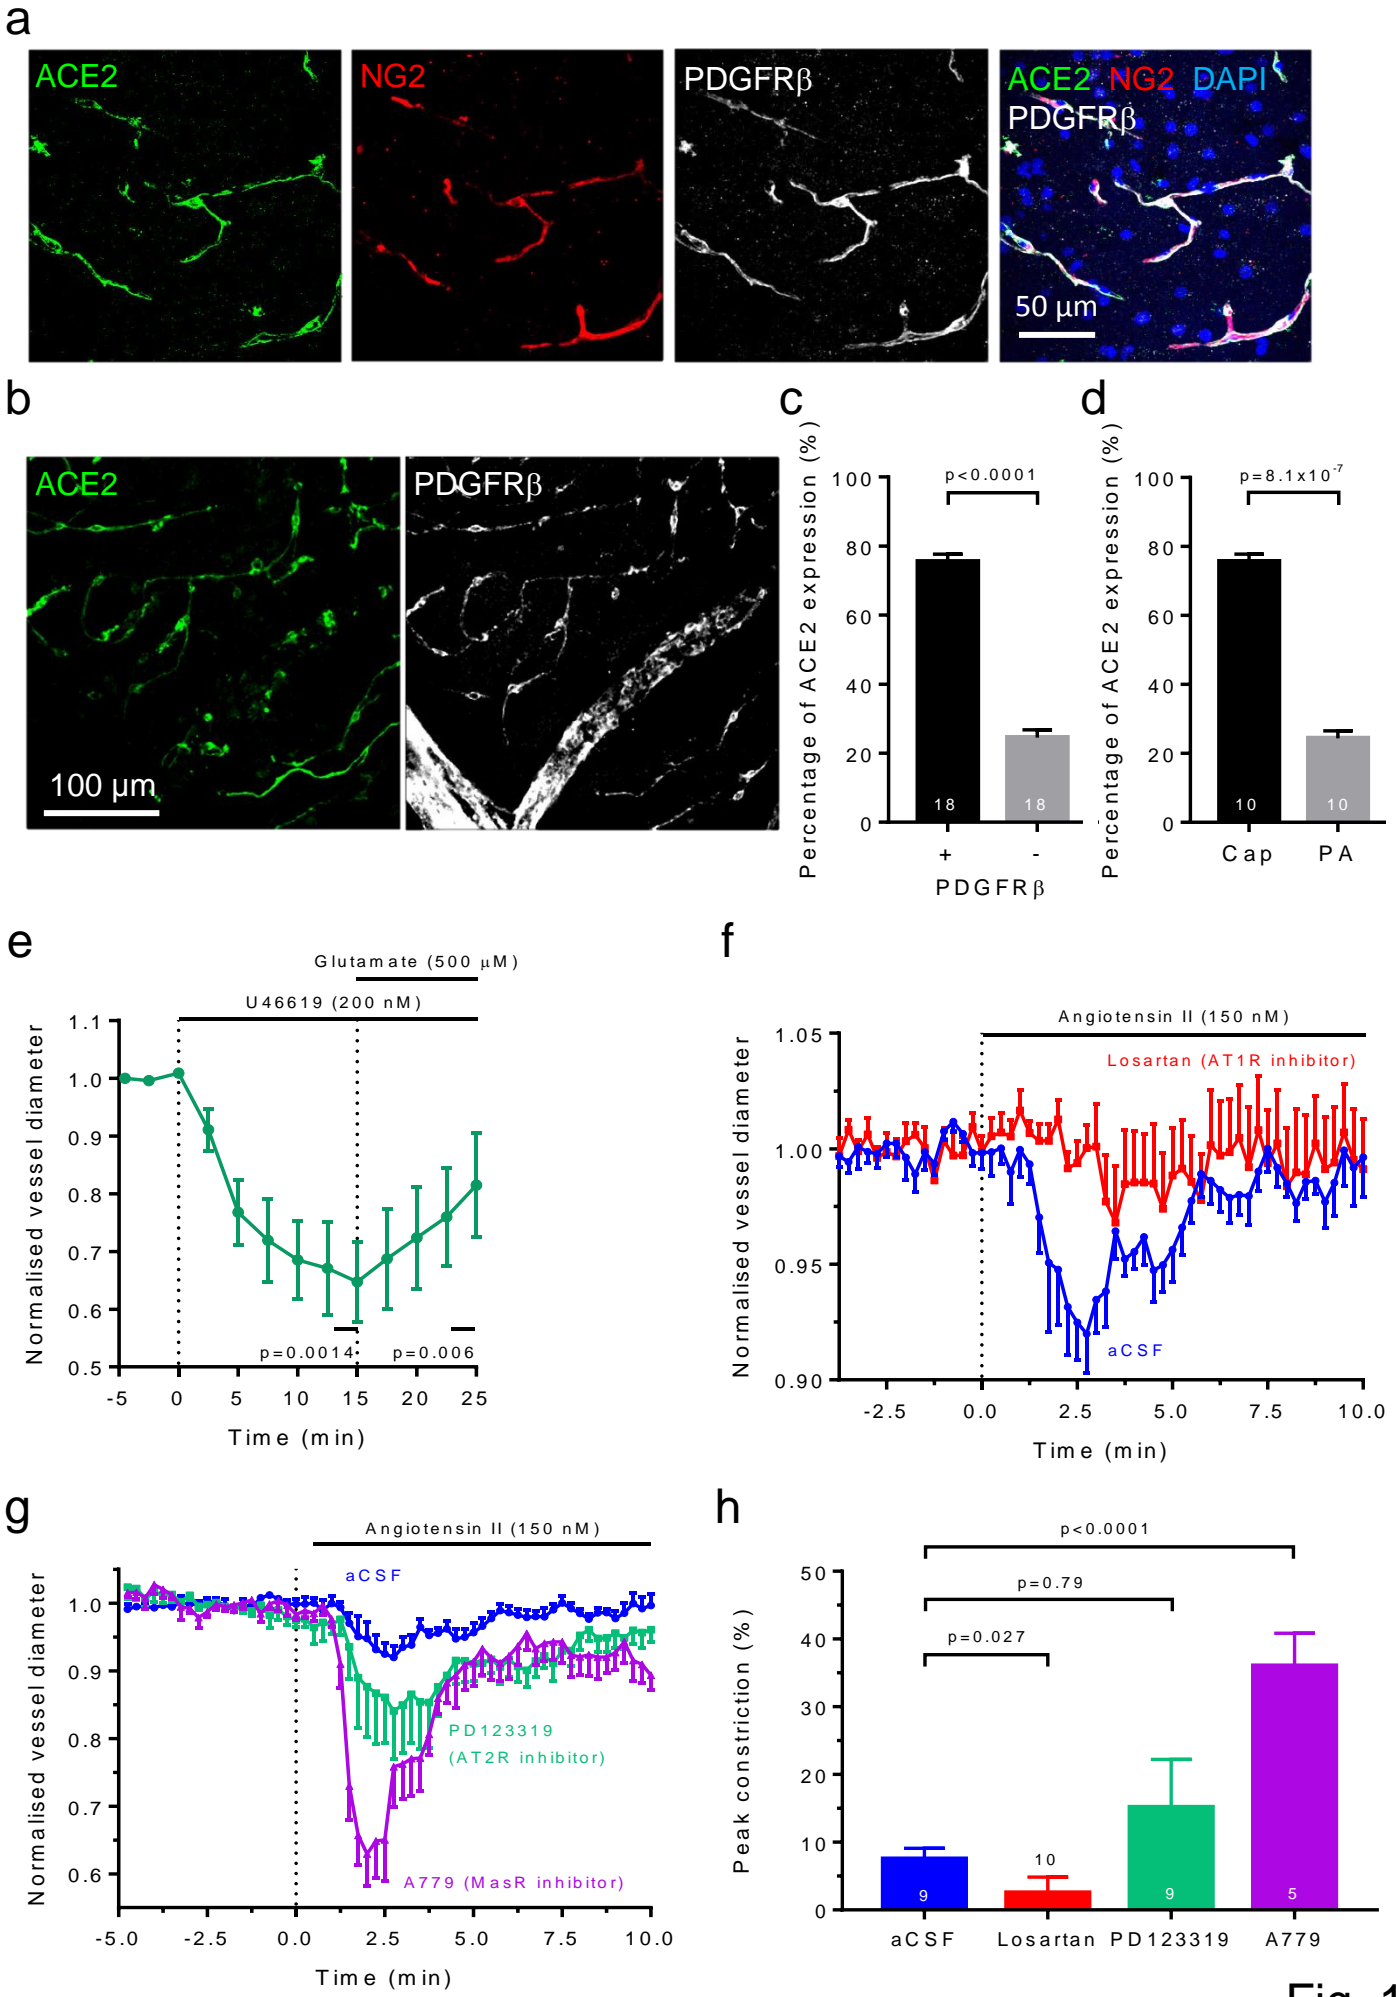 a
ACE2
NG2
PDGFRβ
ACE2 NG2 DAPI
PDGFRβ
50 µm
b
ACE2
PDGFRβ
100 µm
c
Percentage of ACE2 expression (%)
p<0.0001
100
80
60
40
20
0
18
18
+
-
PDGFRβ
d
Percentage of ACE2 expression (%)
p=8.1x10-7
100
80
60
40
20
0
10
10
Cap
PA
e
Glutamate (500 µM)
U46619 (200 nM)
Normalised vessel diameter
1.1
1.0
0.9
0.8
0.7
0.6
0.5
p=0.0014
p=0.006
-5 0 5 10 15 20 25
Time (min)
f
Angiotensin II (150 nM)
Losartan (AT1R inhibitor)
Normalised vessel diameter
1.05
1.00
0.95
0.90
aCSF
-2.5 0.0 2.5 5.0 7.5 10.0
Time (min)
g
Angiotensin II (150 nM)
aCSF
Normalised vessel diameter
1.0
0.9
0.8
0.7
0.6
PD123319
(AT2R inhibitor)
A779 (MasR inhibitor)
-5.0 -2.5 0.0 2.5 5.0 7.5 10.0
Time (min)
h
p<0.0001
p=0.79
p=0.027
Peak constriction (%)
50
40
30
20
10
0
9
10
9
5
aCSF Losartan PD123319 A779
Fig. 1